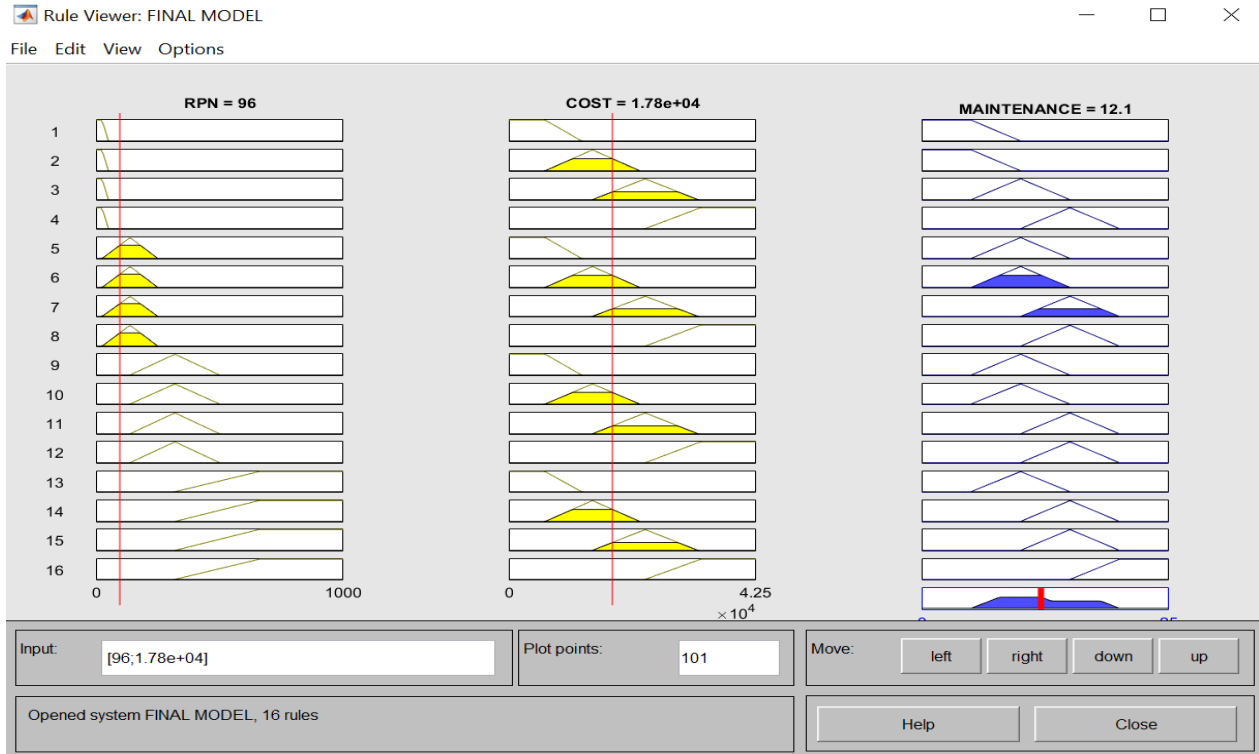 Rule Viewer: FINAL MODEL
File Edit View Options
RPN = 96 COST = 1.78e+04 MAINTENANCE = 12.1
1
2
3
4
5
6
7
8
9
10
11
12
13
14
15
16
0 1000 0 4.25
×10⁴
Input: [96;1.78e+04] Plot points: 101 Move: left right down up
Opened system FINAL MODEL, 16 rules Help Close